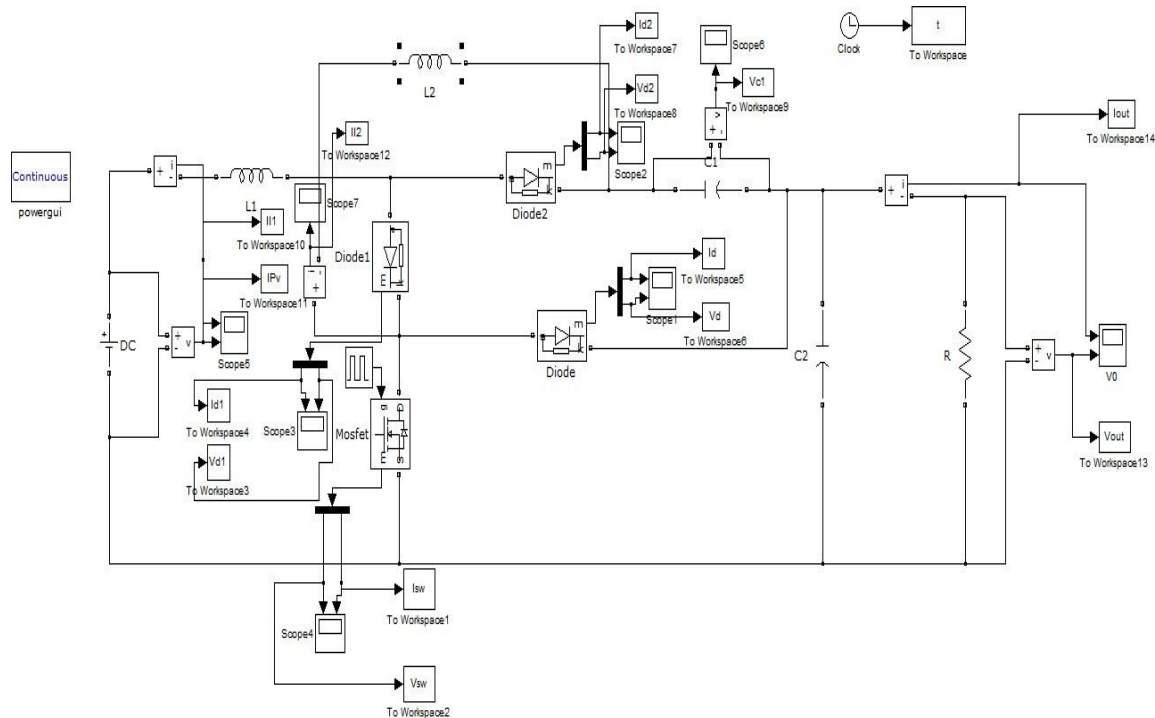 Id2
To Workspace7
Scope6
t
Clock
To Workspace
L2
Vd2
To Workspace8
Vc1
To Workspace9
Il2
To Workspace12
Iout
To Workspace14
Continuous
powergui
i
L1
Scope7
m
k
Diode2
Scope2
C1
v
i
Il1
To Workspace10
Diode1
m
k
i
Id
To Workspace5
IPv
To Workspace11
Scope1
Vd
To Workspace6
DC
v
Scope5
m
k
Diode
C2
R
v
V0
Id1
To Workspace4
Scope3
Mosfet
g
D
m
S
Vd1
To Workspace3
Vout
To Workspace13
Isw
To Workspace1
Scope4
Vsw
To Workspace2